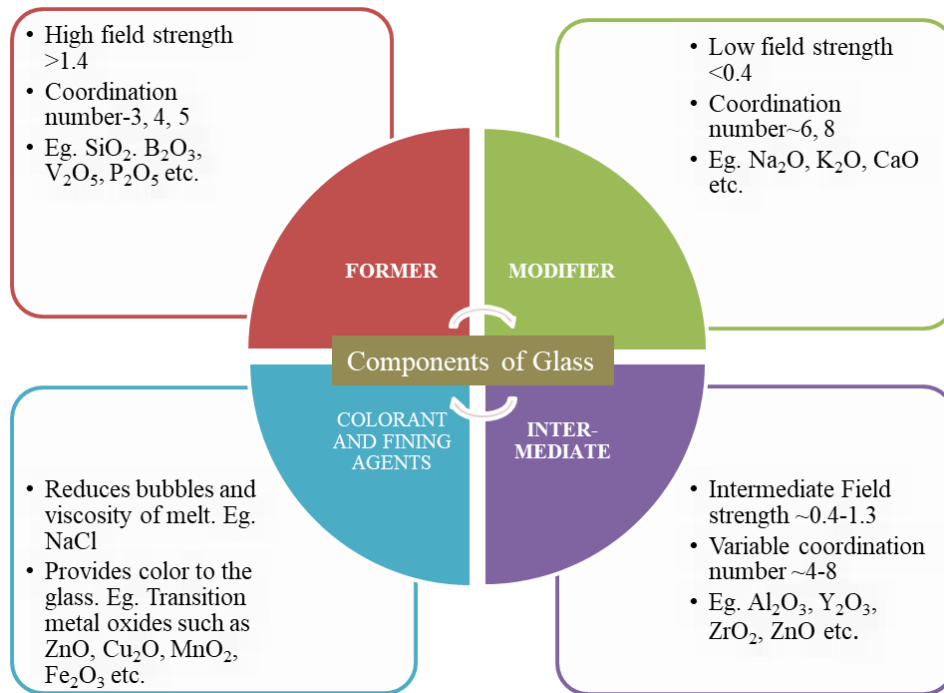 • High field strength
>1.4
• Coordination
number-3, 4, 5
• Eg. SiO₂. B₂O₃,
V₂O₅, P₂O₅ etc.
• Low field strength
<0.4
• Coordination
number~6, 8
• Eg. Na₂O, K₂O, CaO
etc.
FORMER
MODIFIER
Components of Glass
COLORANT
AND FINING
AGENTS
INTER-
MEDIATE
• Reduces bubbles and
viscosity of melt. Eg.
NaCl
• Provides color to the
glass. Eg. Transition
metal oxides such as
ZnO, Cu₂O, MnO₂,
Fe₂O₃ etc.
• Intermediate Field
strength ~0.4-1.3
• Variable coordination
number ~4-8
• Eg. Al₂O₃, Y₂O₃,
ZrO₂, ZnO etc.